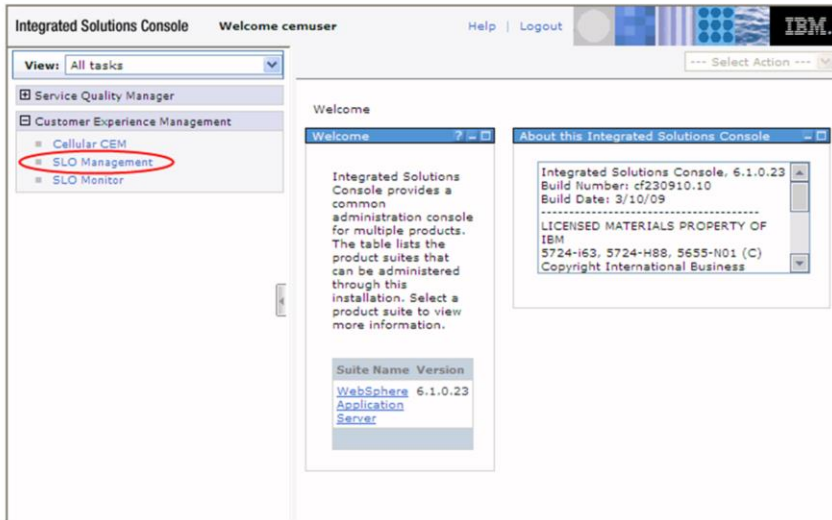 Integrated Solutions Console Welcome cemuser Help | Logout IBM.
View: All tasks
--- Select Action ---
Service Quality Manager
Customer Experience Management
Cellular CEM
SLO Management
SLO Monitor
Welcome
Welcome ? 
Integrated Solutions
Console provides a
common
administration console
for multiple products.
The table lists the
product suites that
can be administered
through this
installation. Select a
product suite to view
more information.
Suite Name Version
WebSphere 6.1.0.23
Application
Server
About this Integrated Solutions Console
Integrated Solutions Console, 6.1.0.23
Build Number: cf230910.10
Build Date: 3/10/09
----------------------------------------
LICENSED MATERIALS PROPERTY OF
IBM
5724-i63, 5724-H88, 5655-N01 (C)
Copyright International Business